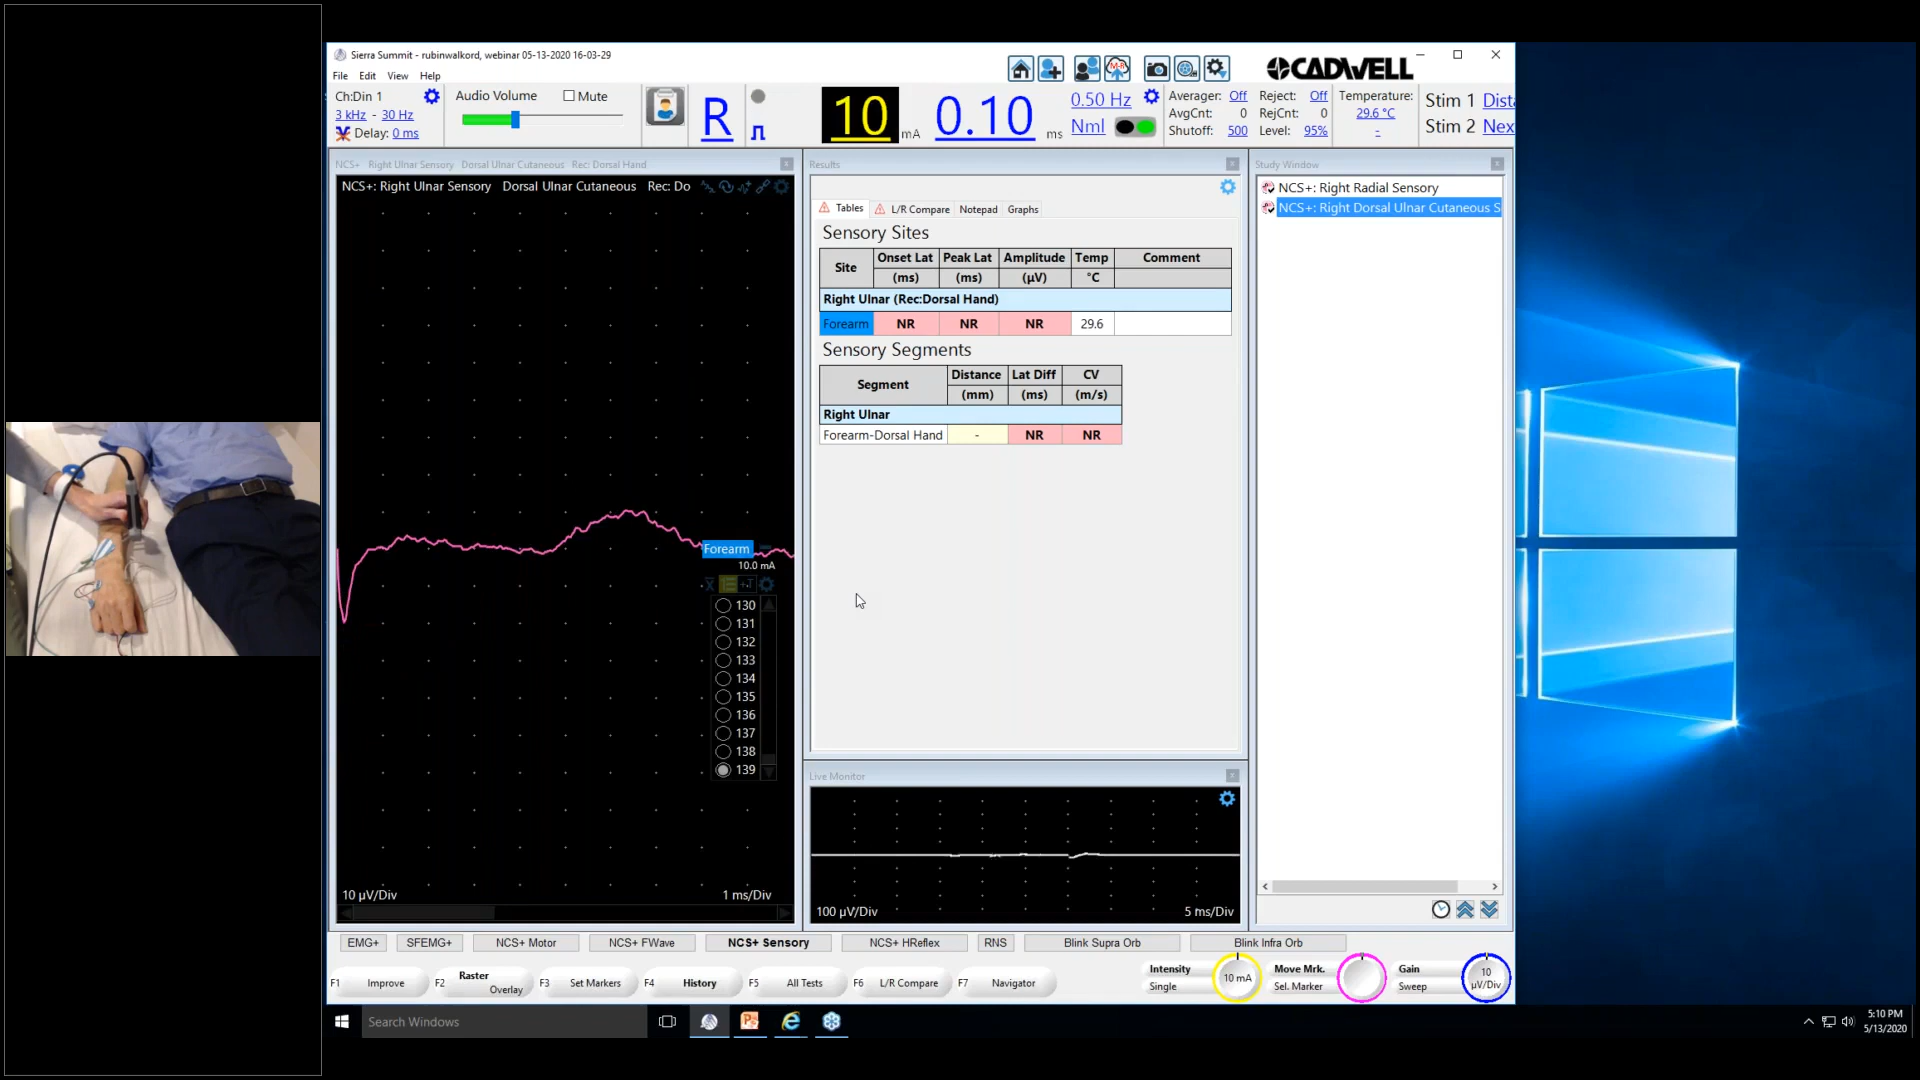 Sierra Summit - rubinwalkord, webinar 05-13-2020 16-03-29
File Edit View Help
CADWELL
Ch:Din 1
3 kHz - 30 Hz
Delay: 0 ms
Audio Volume
Mute
R
10 mA
0.10 ms
0.50 Hz
Nml
Averager: Off
AvgCnt: 0
Shutoff: 500
Reject: Off
RejCnt: 0
Level: 95%
Temperature:
29.6 °C
-
Stim 1 Dist
Stim 2 Nex
NCS+ Right Ulnar Sensory Dorsal Ulnar Cutaneous Rec: Dorsal Hand
NCS+: Right Ulnar Sensory Dorsal Ulnar Cutaneous Rec: Do
Forearm
10.0 mA
130
131
132
133
134
135
136
137
138
139
10 µV/Div
1 ms/Div
Results
Tables L/R Compare Notepad Graphs
Sensory Sites
Site Onset Lat Peak Lat Amplitude Temp Comment
(ms) (ms) (µV) °C
Right Ulnar (Rec:Dorsal Hand)
Forearm NR NR NR 29.6
Sensory Segments
Segment Distance Lat Diff CV
(mm) (ms) (m/s)
Right Ulnar
Forearm-Dorsal Hand - NR NR
Live Monitor
100 µV/Div
5 ms/Div
Study Window
NCS+: Right Radial Sensory
NCS+: Right Dorsal Ulnar Cutaneous S
EMG+ SFEMG+ NCS+ Motor NCS+ FWave NCS+ Sensory NCS+ HReflex RNS Blink Supra Orb Blink Infra Orb
F1 Improve
F2 Raster Overlay
F3 Set Markers
F4 History
F5 All Tests
F6 L/R Compare
F7 Navigator
Intensity
Single
10 mA
Move Mrk.
Sel. Marker
Gain
Sweep
10
µV/Div
Search Windows
5:10 PM
5/13/2020